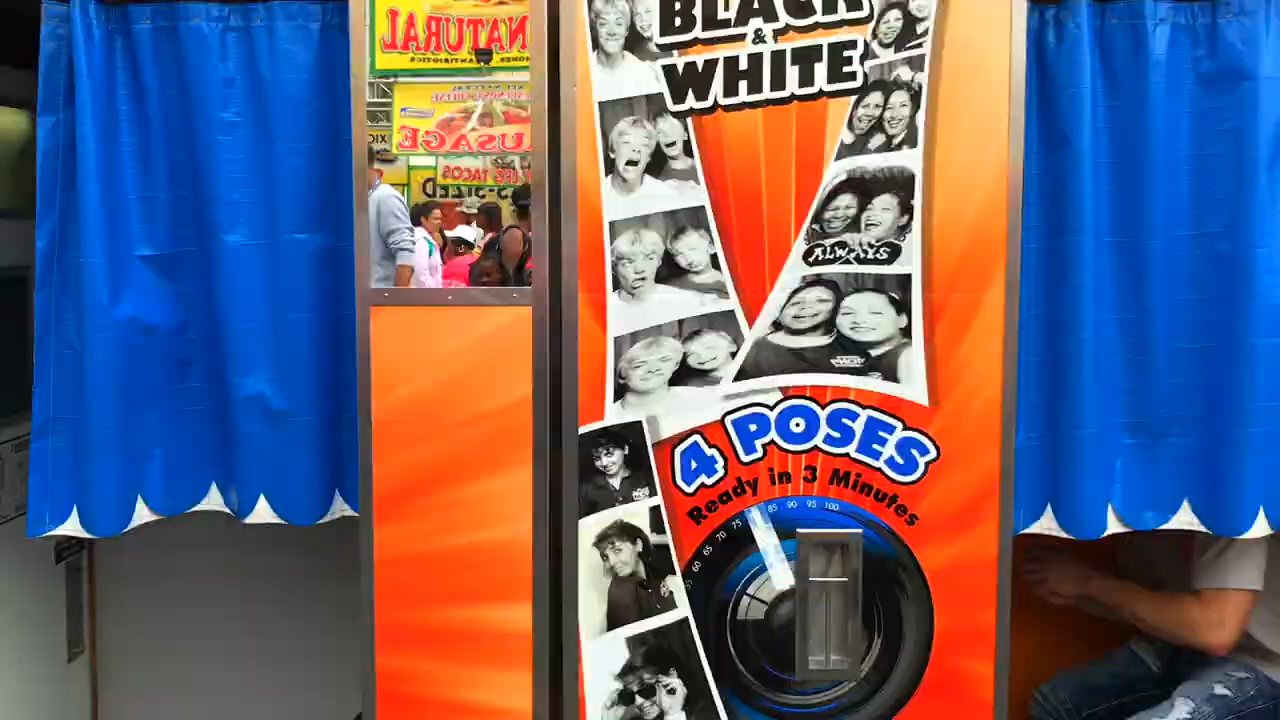 NATURAL
USAGE
TACOS
BLACK
&
WHITE
ALWAYS
4 POSES
Ready in 3 Minutes
60 65 70 75 85 90 95 100